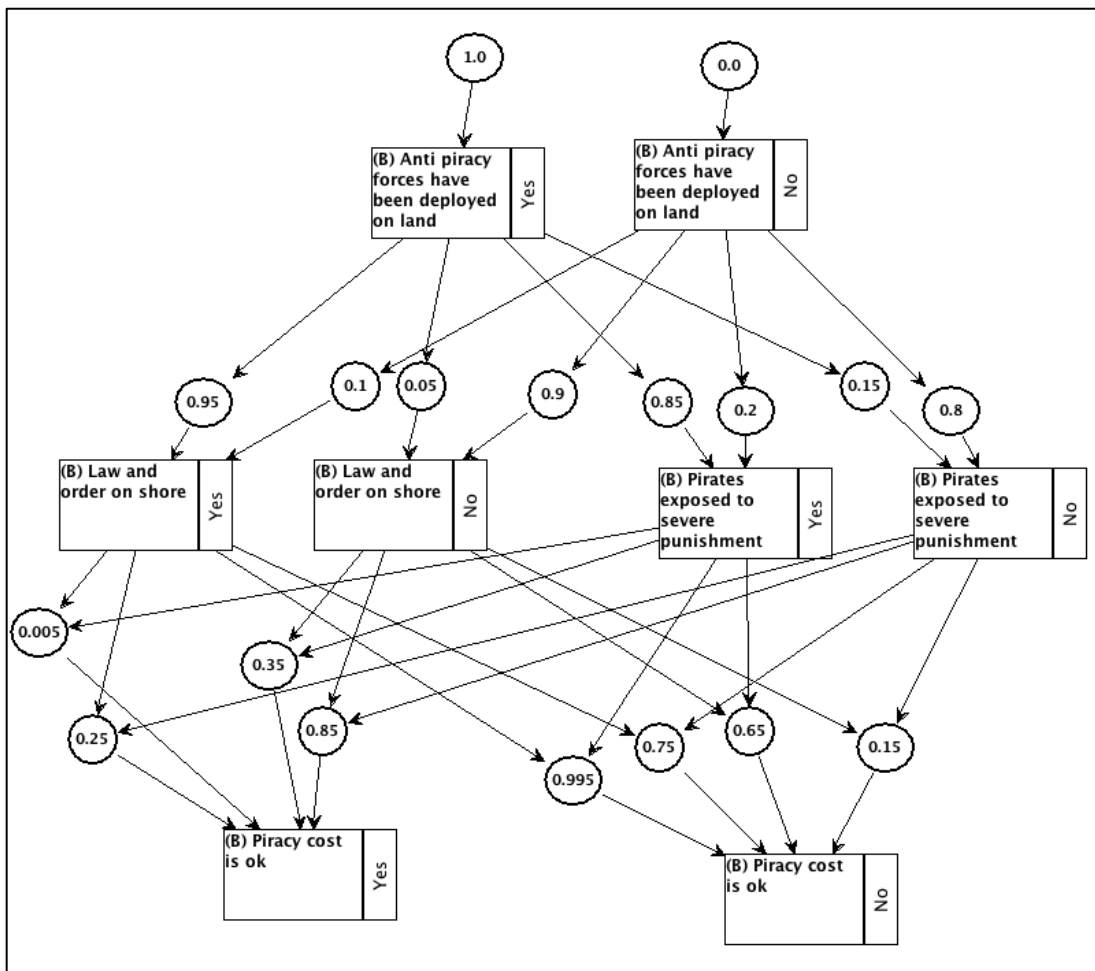 1.0
0.0
(B) Anti piracy
forces have
been deployed
on land
Yes
(B) Anti piracy
forces have
been deployed
on land
No
0.95
0.1
0.05
0.9
0.85
0.2
0.15
0.8
(B) Law and
order on shore
Yes
(B) Law and
order on shore
No
(B) Pirates
exposed to
severe
punishment
Yes
(B) Pirates
exposed to
severe
punishment
No
0.005
0.35
0.25
0.85
0.995
0.75
0.65
0.15
(B) Piracy cost
is ok
Yes
(B) Piracy cost
is ok
No